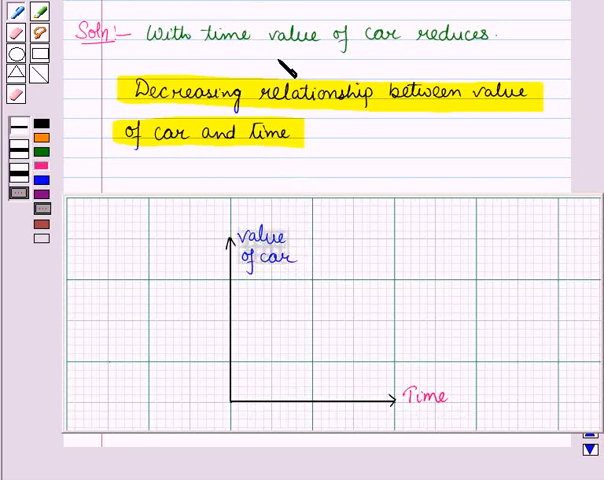 Soln:- With time value of car reduces.
Decreasing relationship between value
of car and time
value
of car
Time